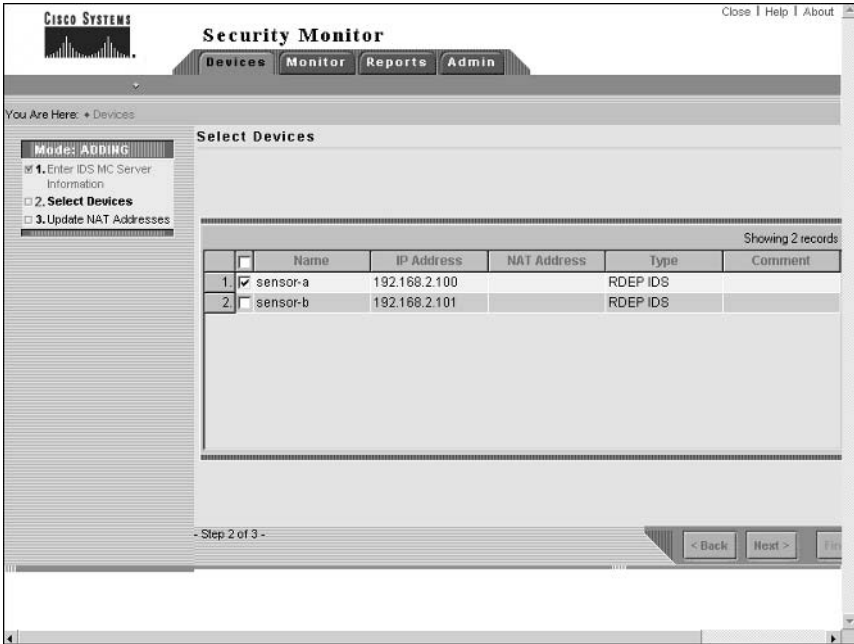 Close | Help | About
CISCO SYSTEMS
Security Monitor
Devices Monitor Reports Admin
You Are Here: Devices
Select Devices
Mode: ADDING
1. Enter IDS MC Server
Information
2. Select Devices
3. Update NAT Addresses
Showing 2 records
Name IP Address NAT Address Type Comment
1. sensor-a 192.168.2.100 RDEP IDS
2. sensor-b 192.168.2.101 RDEP IDS
- Step 2 of 3 -
< Back Next >